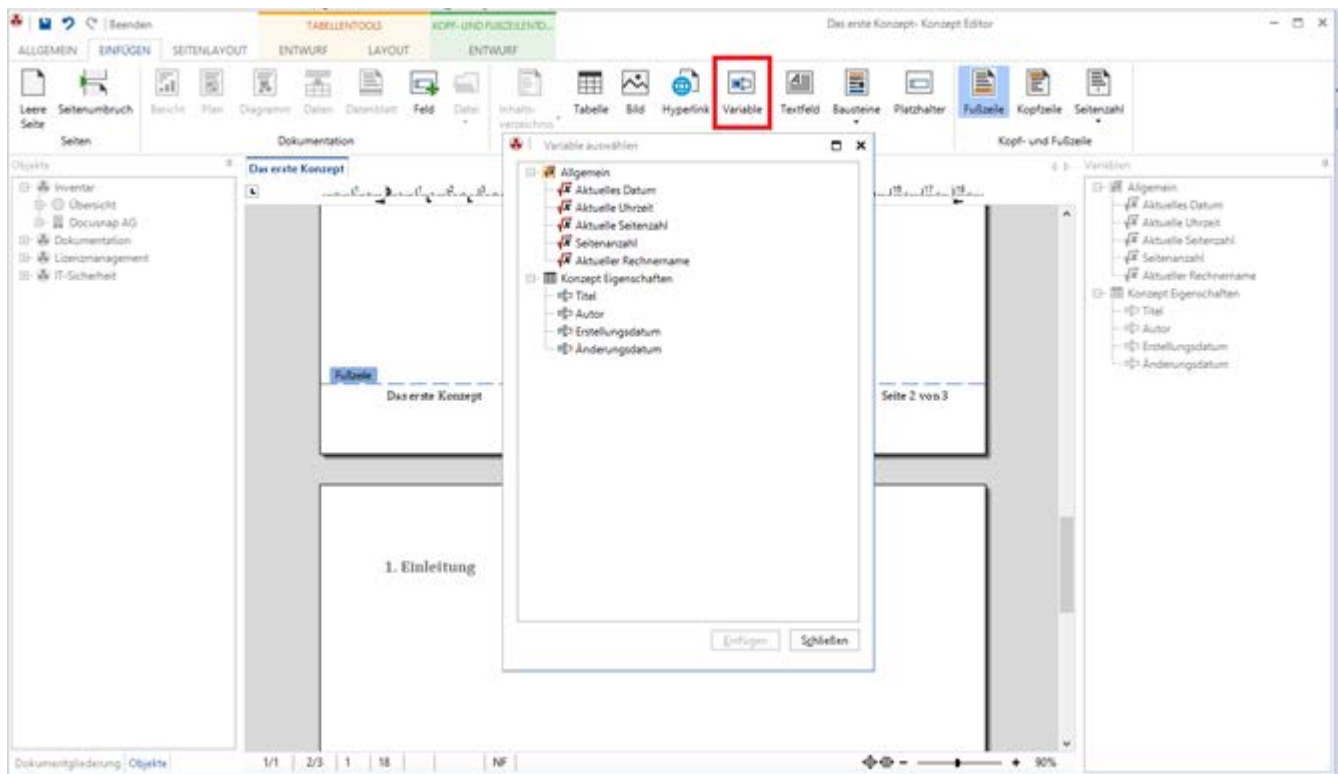 Beenden
TABELLENTOOLS
KOPF- UND FUßZEILENTO...
Das erste Konzept- Konzept Editor
ALLGEMEIN EINFÜGEN SEITENLAYOUT ENTWURF LAYOUT ENTWURF
Leere Seite
Seitenumbruch
Bericht
Plan
Diagramm
Daten
Datenblatt
Feld
Datei
Inhalts-
verzeichnis
Tabelle
Bild
Hyperlink
Variable
Textfeld
Bausteine
Platzhalter
Fußzeile
Kopfzeile
Seitenzahl
Seiten
Dokumentation
Kopf- und Fußzeile
Objekte
Inventar
Übersicht
Docusnap AG
Dokumentation
Lizenzmanagement
IT-Sicherheit
Das erste Konzept
Fußzeile
Das erste Konzept
Seite 2 von 3
1. Einleitung
Variable auswählen
Allgemein
Aktuelles Datum
Aktuelle Uhrzeit
Aktuelle Seitenzahl
Seitenanzahl
Aktueller Rechnername
Konzept Eigenschaften
Titel
Autor
Erstellungsdatum
Änderungsdatum
Einfügen
Schließen
Variablen
Allgemein
Aktuelles Datum
Aktuelle Uhrzeit
Aktuelle Seitenzahl
Seitenanzahl
Aktueller Rechnername
Konzept Eigenschaften
Titel
Autor
Erstellungsdatum
Änderungsdatum
Dokumentgliederung Objekte
1/1 2/3 1 18 NF
90%